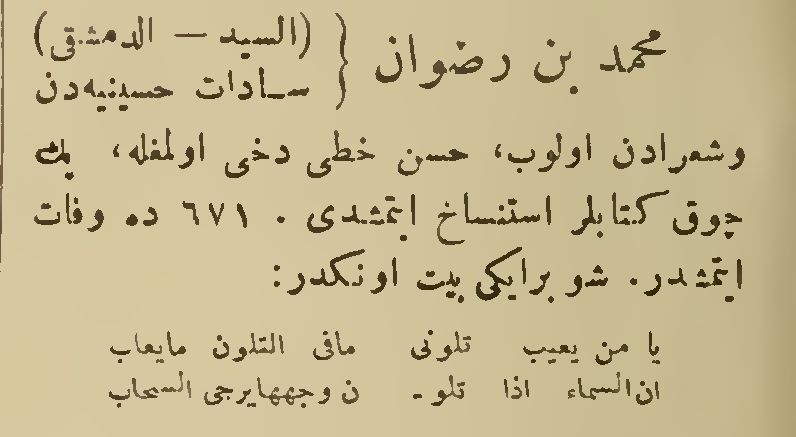 محمد بن رضوان { (السيد — الدمشقى)
ســادات حسينيه‌دن
وشعرادن اولوب، حسن خطى دخى اولمغله، پك
چوق كتابلر استنساخ ايتمشدى . ٦٧١ ده وفات
ايتمشدر. شو برايكى بيت اونكدر:
يا من يعيب تلونى مافى التلون مايعاب
ان السماء اذا تلو - ن وجهها يرجى السحاب